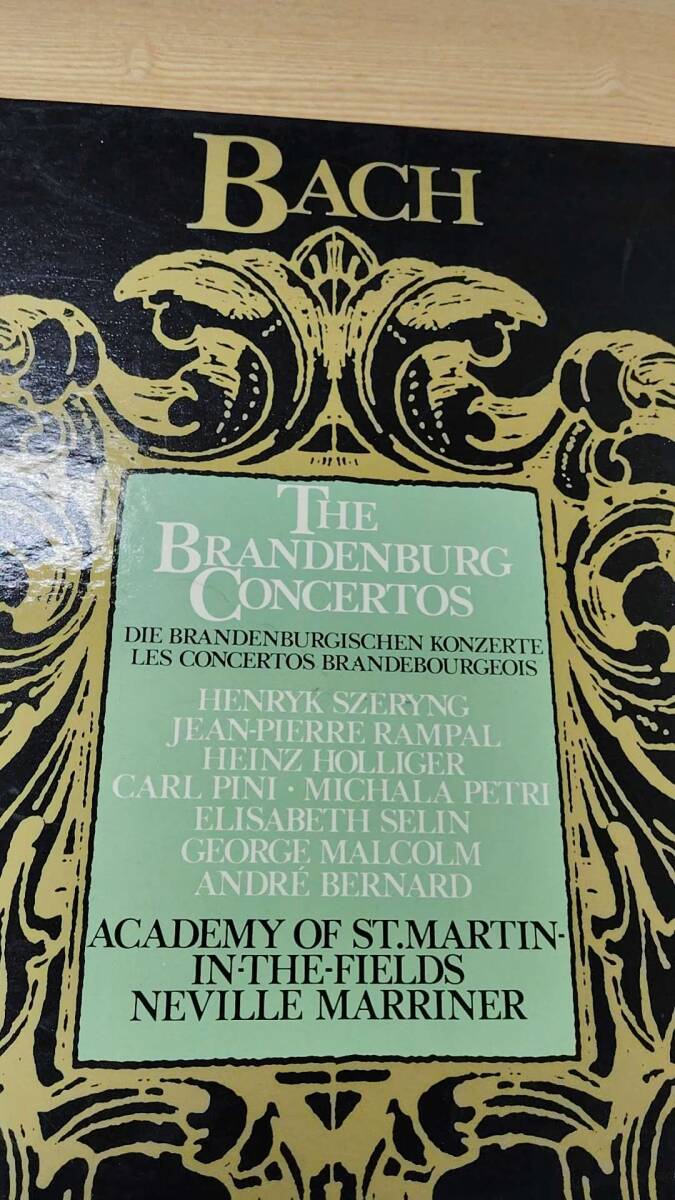 BACH
THE
BRANDENBURG
CONCERTOS
DIE BRANDENBURGISCHEN KONZERTE
LES CONCERTOS BRANDEBOURGEOIS
HENRYK SZERYNG
JEAN-PIERRE RAMPAL
HEINZ HOLLIGER
CARL PINI · MICHALA PETRI
ELISABETH SELIN
GEORGE MALCOLM
ANDRÉ BERNARD
ACADEMY OF ST.MARTIN-
IN-THE-FIELDS
NEVILLE MARRINER